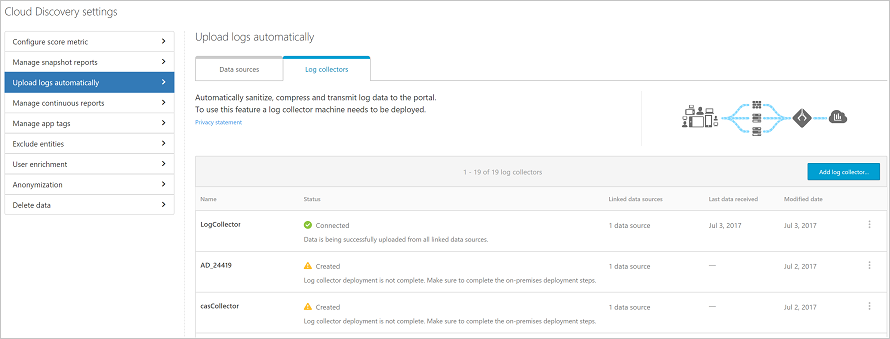 Cloud Discovery settings
Configure score metric
Manage snapshot reports
Upload logs automatically
Manage continuous reports
Manage app tags
Exclude entities
User enrichment
Anonymization
Delete data
Upload logs automatically
Data sources
Log collectors
Automatically sanitize, compress and transmit log data to the portal.
To use this feature a log collector machine needs to be deployed.
Privacy statement
1 - 19 of 19 log collectors
Add log collector...
Name Status Linked data sources Last data received Modified date
LogCollector Connected 1 data source Jul 3, 2017 Jul 3, 2017
Data is being successfully uploaded from all linked data sources.
AD_24419 Created 1 data source — Jul 2, 2017
Log collector deployment is not complete. Make sure to complete the on-premises deployment steps.
casCollector Created 1 data source — Jul 2, 2017
Log collector deployment is not complete. Make sure to complete the on-premises deployment steps.